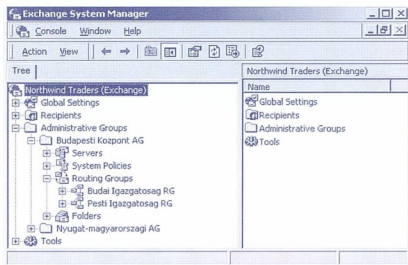 Exchange System Manager
Console Window Help
Action View
Tree
Northwind Traders (Exchange)
Global Settings
Recipients
Administrative Groups
Budapesti Kozpont AG
Servers
System Policies
Routing Groups
Budai Igazgatosag RG
Pesti Igazgatosag RG
Folders
Nyugat-magyarorszagi AG
Tools
Northwind Traders (Exchange)
Name
Global Settings
Recipients
Administrative Groups
Tools